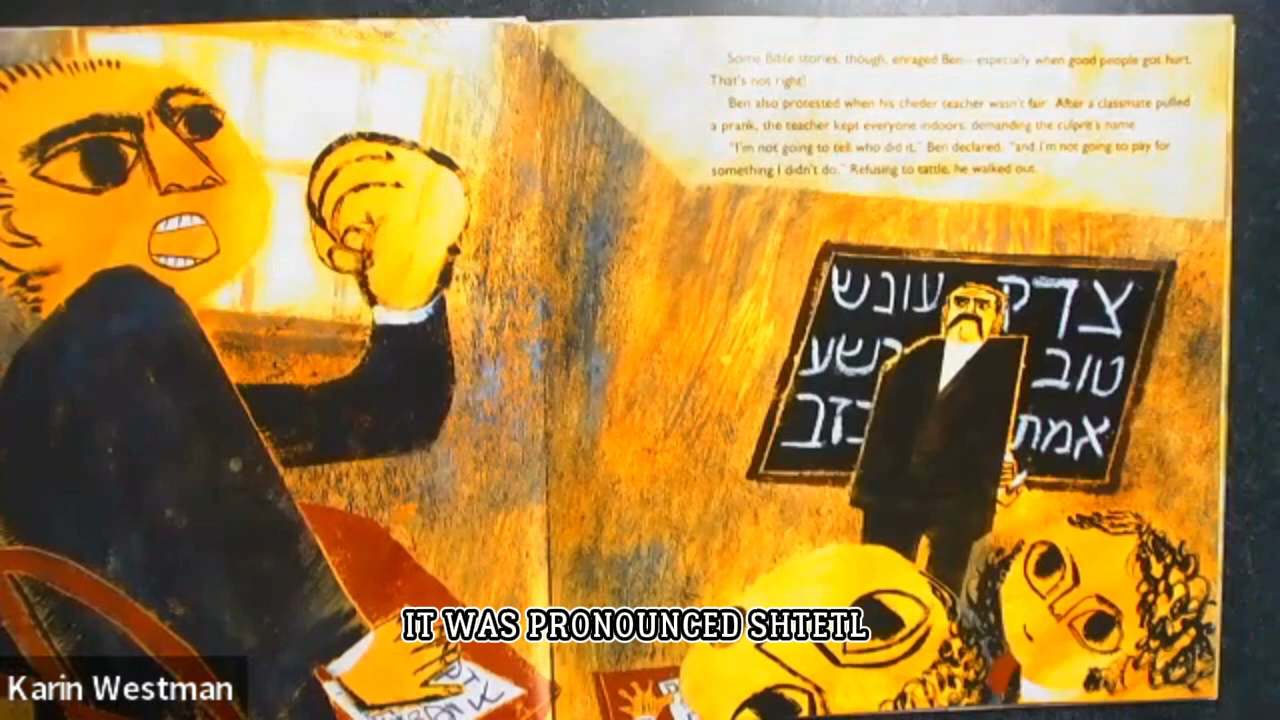 Some Bible stories, though, enraged Ben—especially when good people got hurt.
That's not right!
Ben also protested when his cheder teacher wasn't fair. After a classmate pulled
a prank, the teacher kept everyone indoors, demanding the culprit's name.
"I'm not going to tell who did it," Ben declared, "and I'm not going to pay for
something I didn't do." Refusing to tattle, he walked out.
צדק עונש
טוב רשע
אמת כזב
IT WAS PRONOUNCED SHTETL
Karin Westman